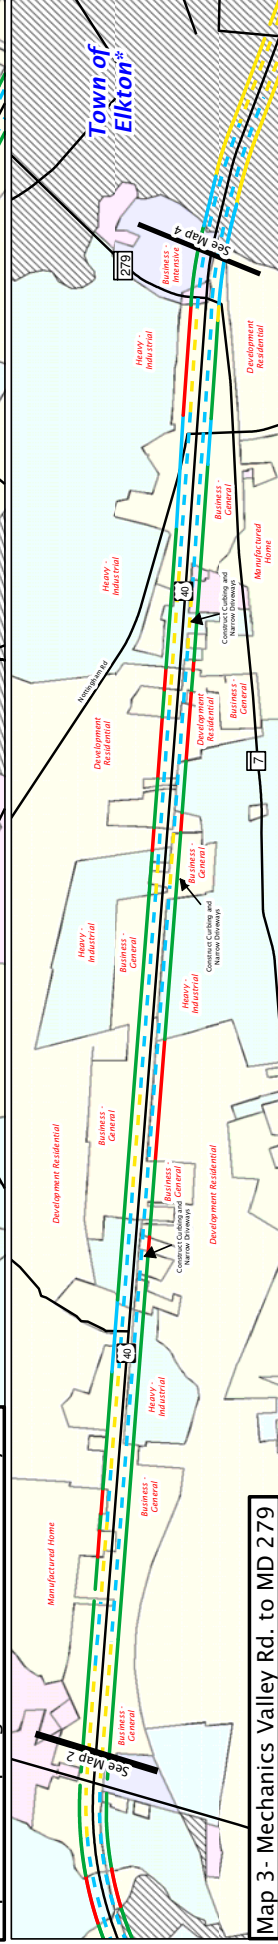 Town of
Elkton*
See Map 4
279
Business -
Intensive
Heavy -
Industrial
Development
Residential
Business -
General
Manufactured
Home
Heavy -
Industrial
40
Construct Curbing and
Narrow Driveways
Nottingham Rd
Development
Residential
Development
Residential
Business -
General
7
Business -
General
Construct Curbing and
Narrow Driveways
Heavy -
Industrial
Business -
General
Heavy -
Industrial
Development Residential
Business -
General
Business -
General
Development Residential
Construct Curbing and
Narrow Driveways
40
Heavy -
Industrial
Business -
General
Manufactured Home
Business -
General
See Map 2
Map 3- Mechanics Valley Rd. to MD 279